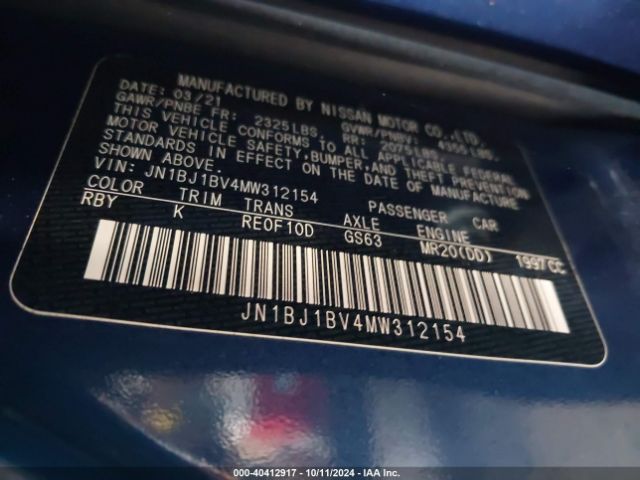 MANUFACTURED BY NISSAN MOTOR CO.,LTD.
DATE: 03/21 GVWR/PNBV:
GAWR/PNBE FR: 2325LBS, RR:
THIS VEHICLE CONFORMS TO ALL APPLICABLE FEDERAL
MOTOR VEHICLE SAFETY, BUMPER, AND THEFT PREVENTION
STANDARDS IN EFFECT ON THE DATE OF MANUFACTURE
SHOWN ABOVE.
VIN: JN1BJ1BV4MW312154 PASSENGER CAR
COLOR TRIM TRANS AXLE ENGINE
RBY K RE0F10D GS63 MR20(DD) 1997CC
JN1BJ1BV4MW312154
000-40412917 - 10/11/2024 - IAA Inc.